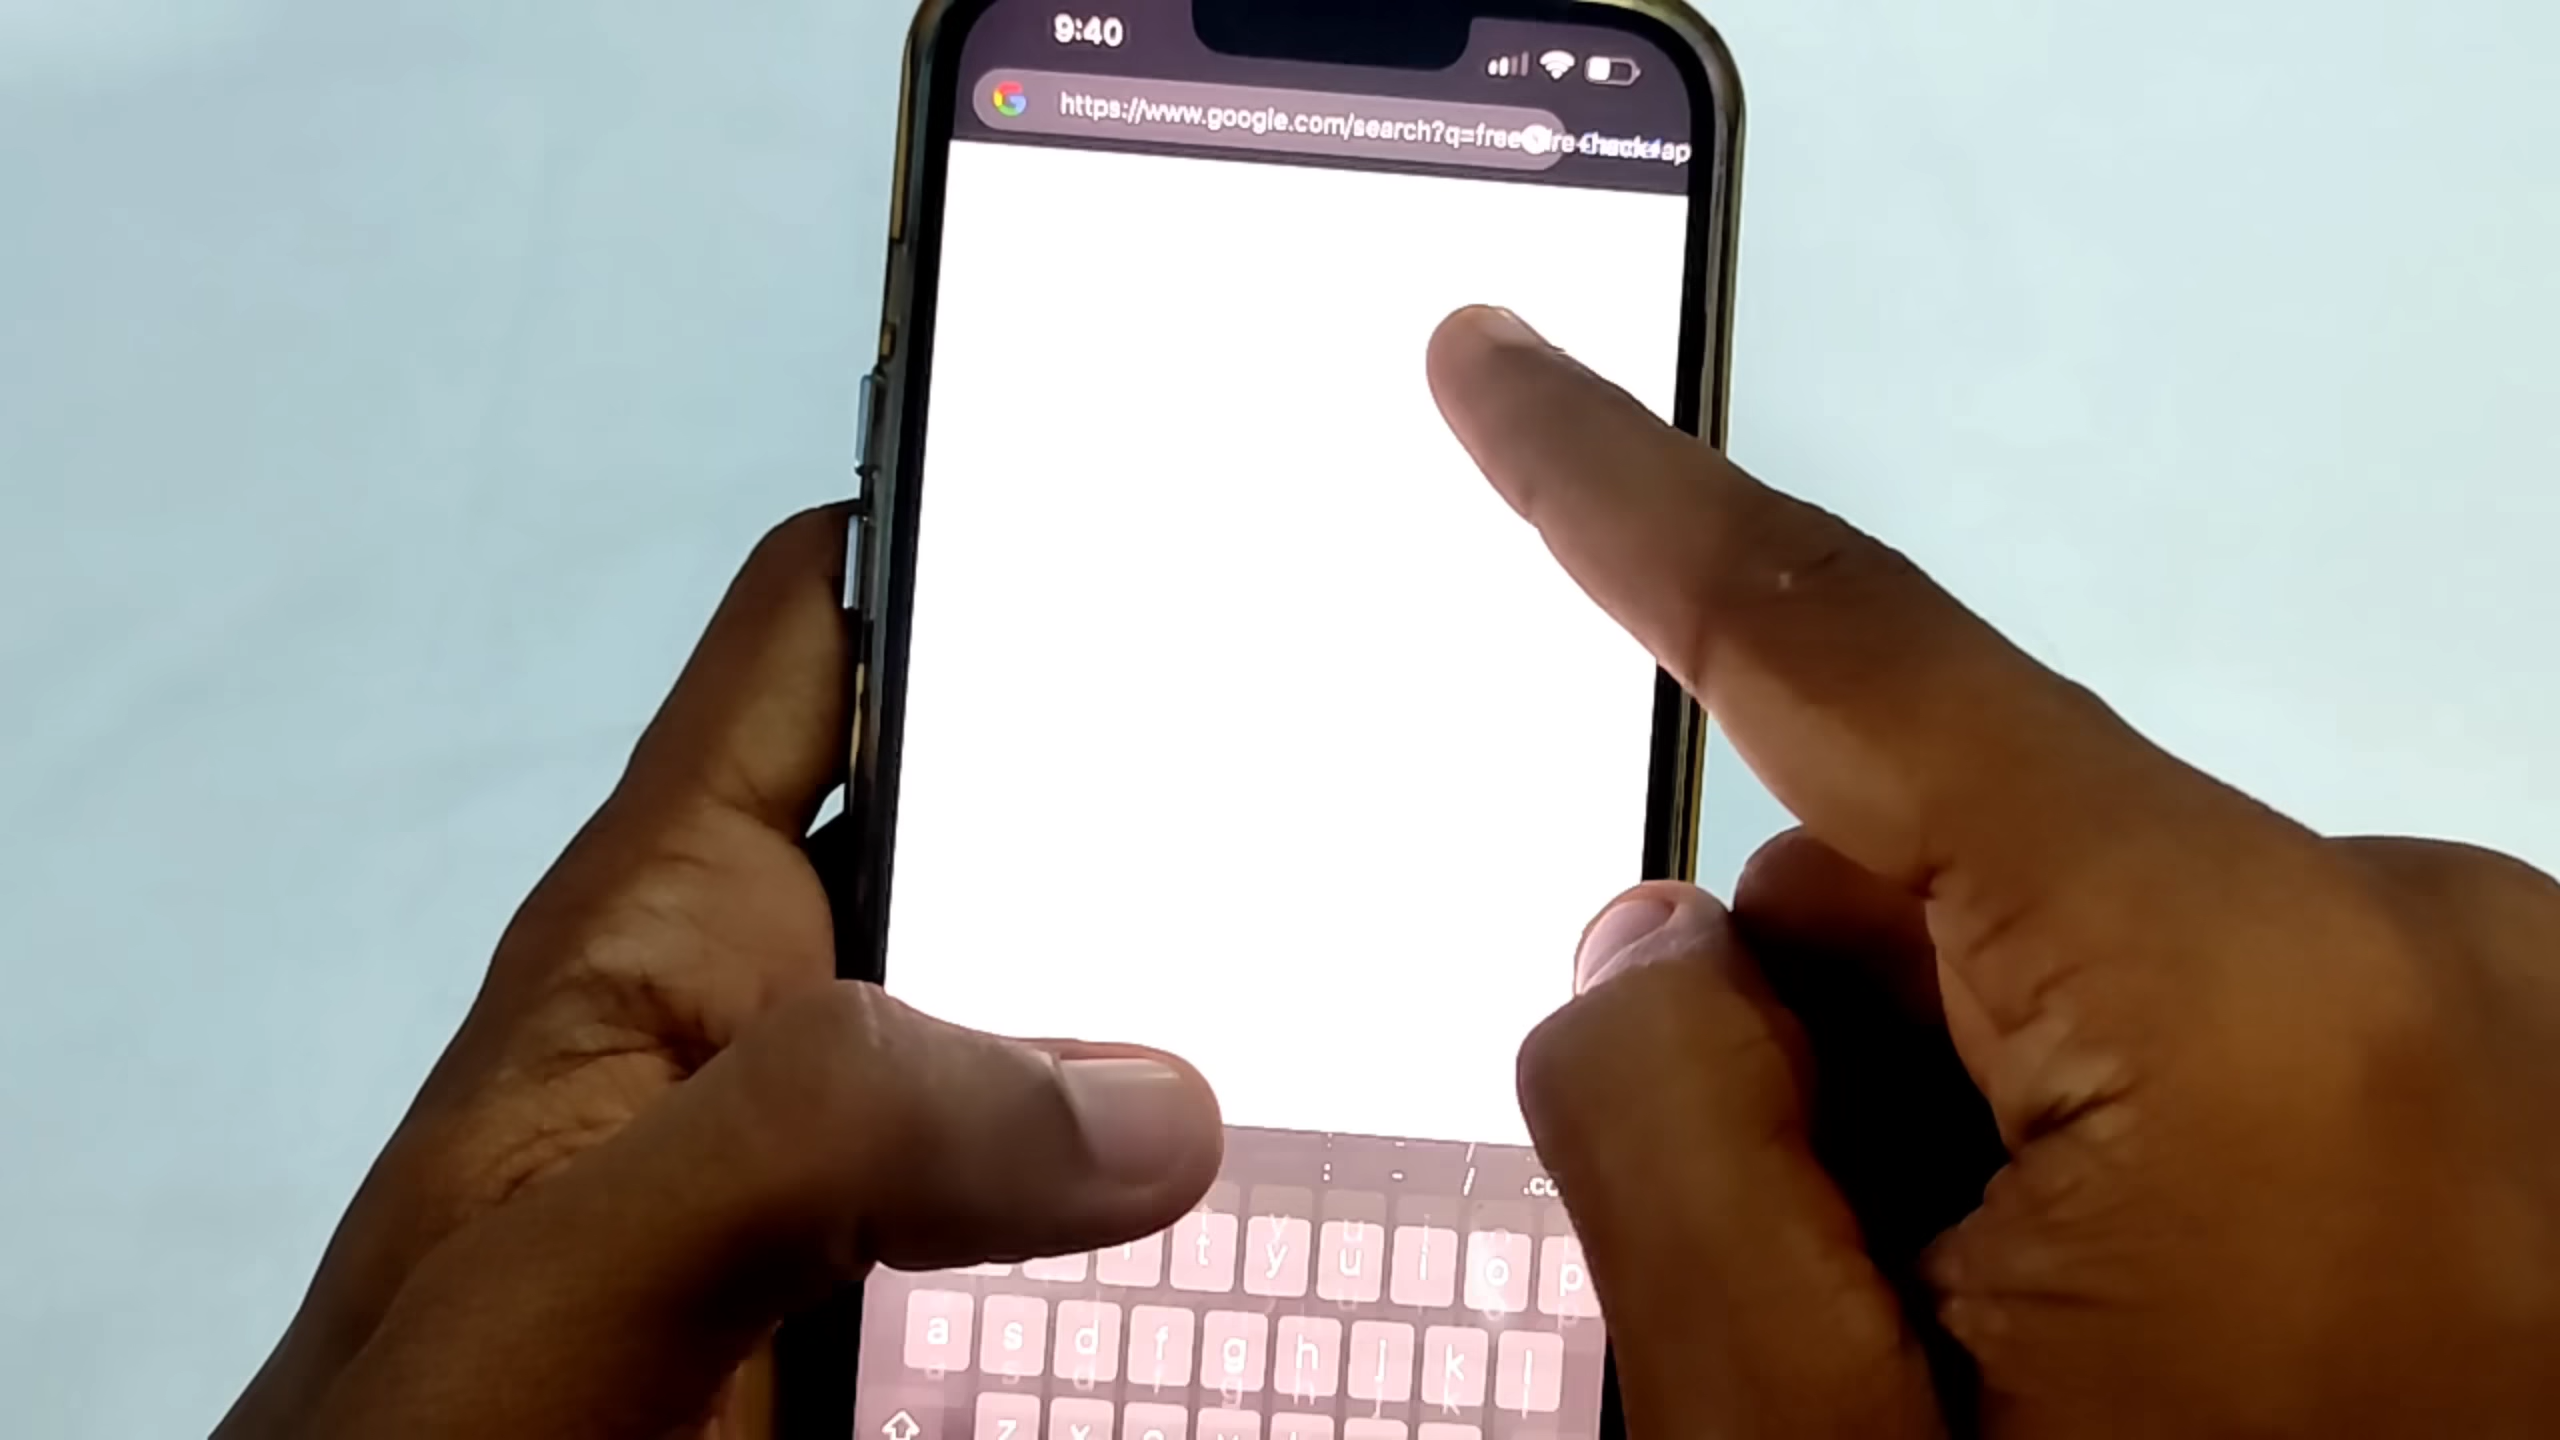 9:40
https://www.google.com/search?q=free
: - /
t y u i o p
a s d f g h j k l
z x